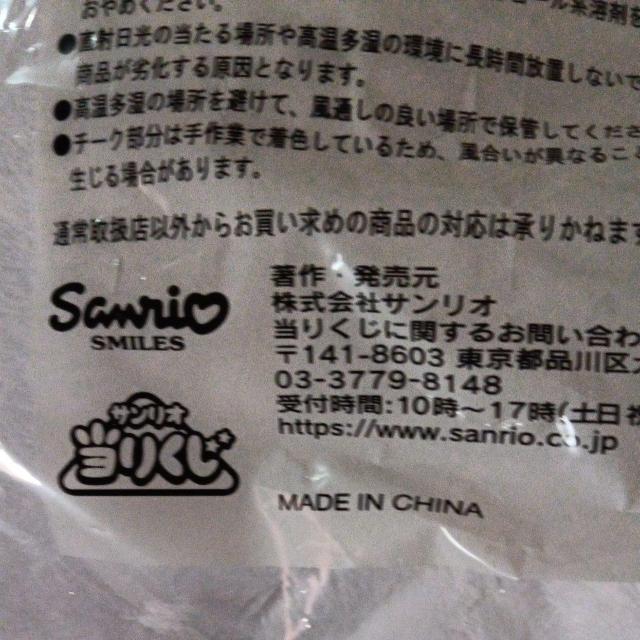 おやめください。
●直射日光の当たる場所や高温多湿の環境に長時間放置しないで
商品が劣化する原因となります。
●高温多湿の場所を避けて、風通しの良い場所で保管してくださ
●チーク部分は手作業で着色しているため、風合いが異なるこ
生じる場合があります。
通常取扱店以外からお買い求めの商品の対応は承りかねます
Sanrio
SMILES
サンリオ
当りくじ
著作・発売元
株式会社サンリオ
当りくじに関するお問い合わ
〒141-8603 東京都品川区
03-3779-8148
受付時間:10時〜17時(土日祝
https://www.sanrio.co.jp
MADE IN CHINA